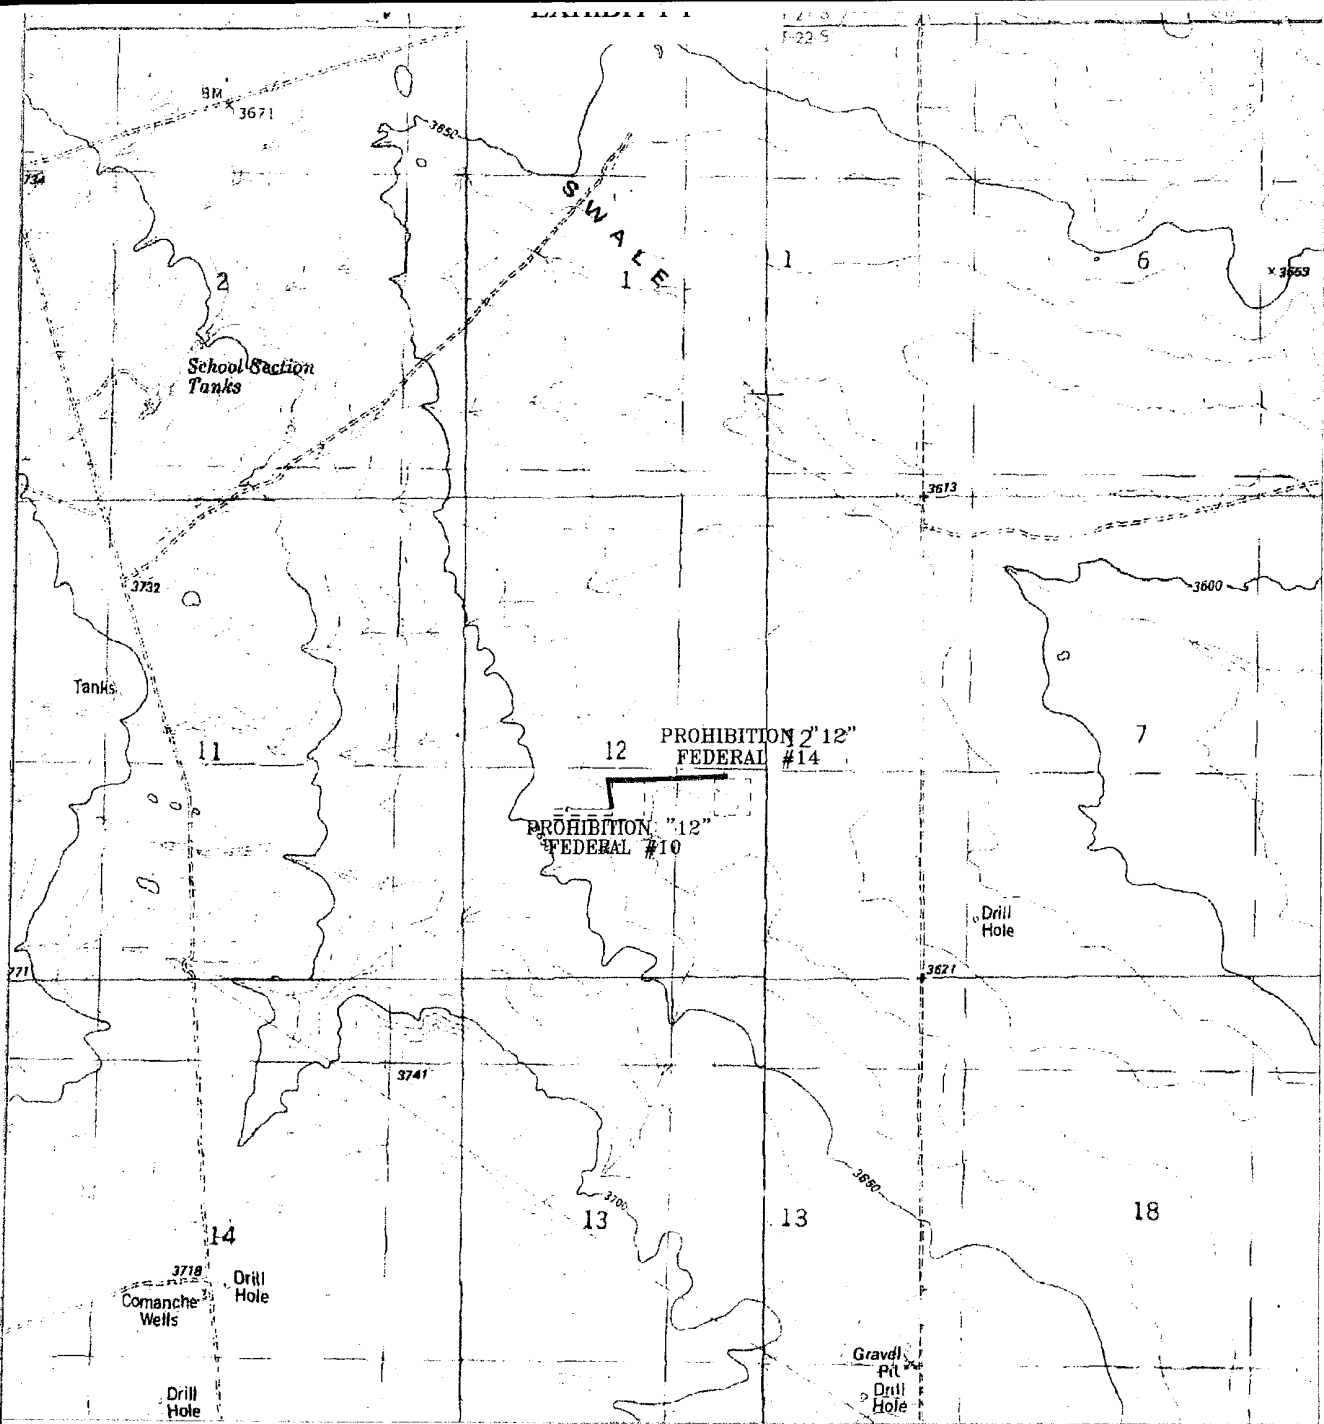 BM
3671
3650
SWALE
2
1
1
6
3653
School Section
Tanks
3613
3732
3600
Tanks
11
12
PROHIBITION "12"
FEDERAL #14
12
7
PROHIBITION "12"
FEDERAL #10
Drill
Hole
3621
3741
3700
3650
13
13
18
14
3718
Drill
Hole
Comanche
Wells
Gravel
Pit
Drill
Hole
Drill
Hole